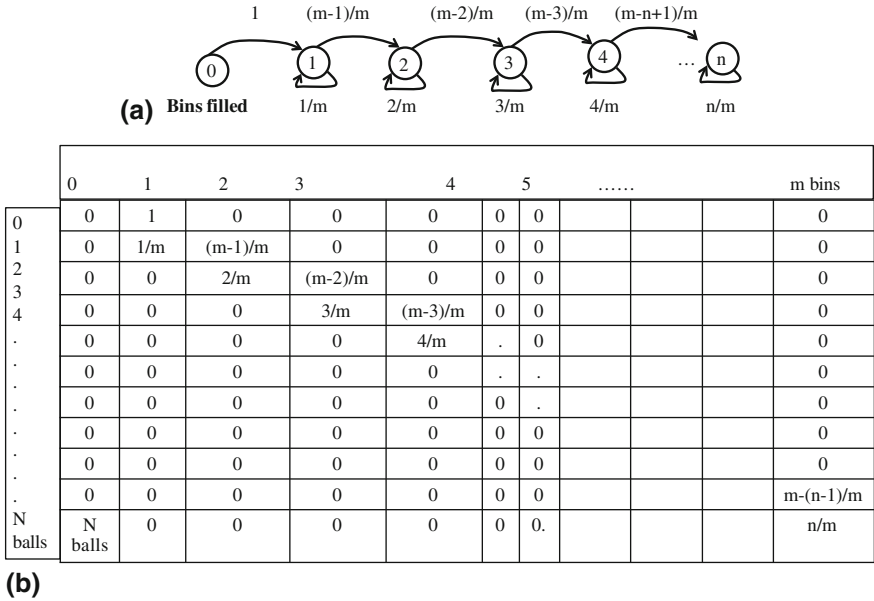 1 (m-1)/m (m-2)/m (m-3)/m (m-n+1)/m
0 1 2 3 4 ... n
(a) Bins filled 1/m 2/m 3/m 4/m n/m
0 1 2 3 4 5 ...... m bins
0 0 1 0 0 0 0 0 0
1 0 1/m (m-1)/m 0 0 0 0 0
2 0 0 2/m (m-2)/m 0 0 0 0
3 0 0 0 3/m (m-3)/m 0 0 0
4 0 0 0 0 4/m . 0 0
. 0 0 0 0 0 . . 0
. 0 0 0 0 0 0 . 0
. 0 0 0 0 0 0 0 0
. 0 0 0 0 0 0 0 0
. 0 0 0 0 0 0 0 m-(n-1)/m
N balls N balls 0 0 0 0 0 0. n/m
(b)